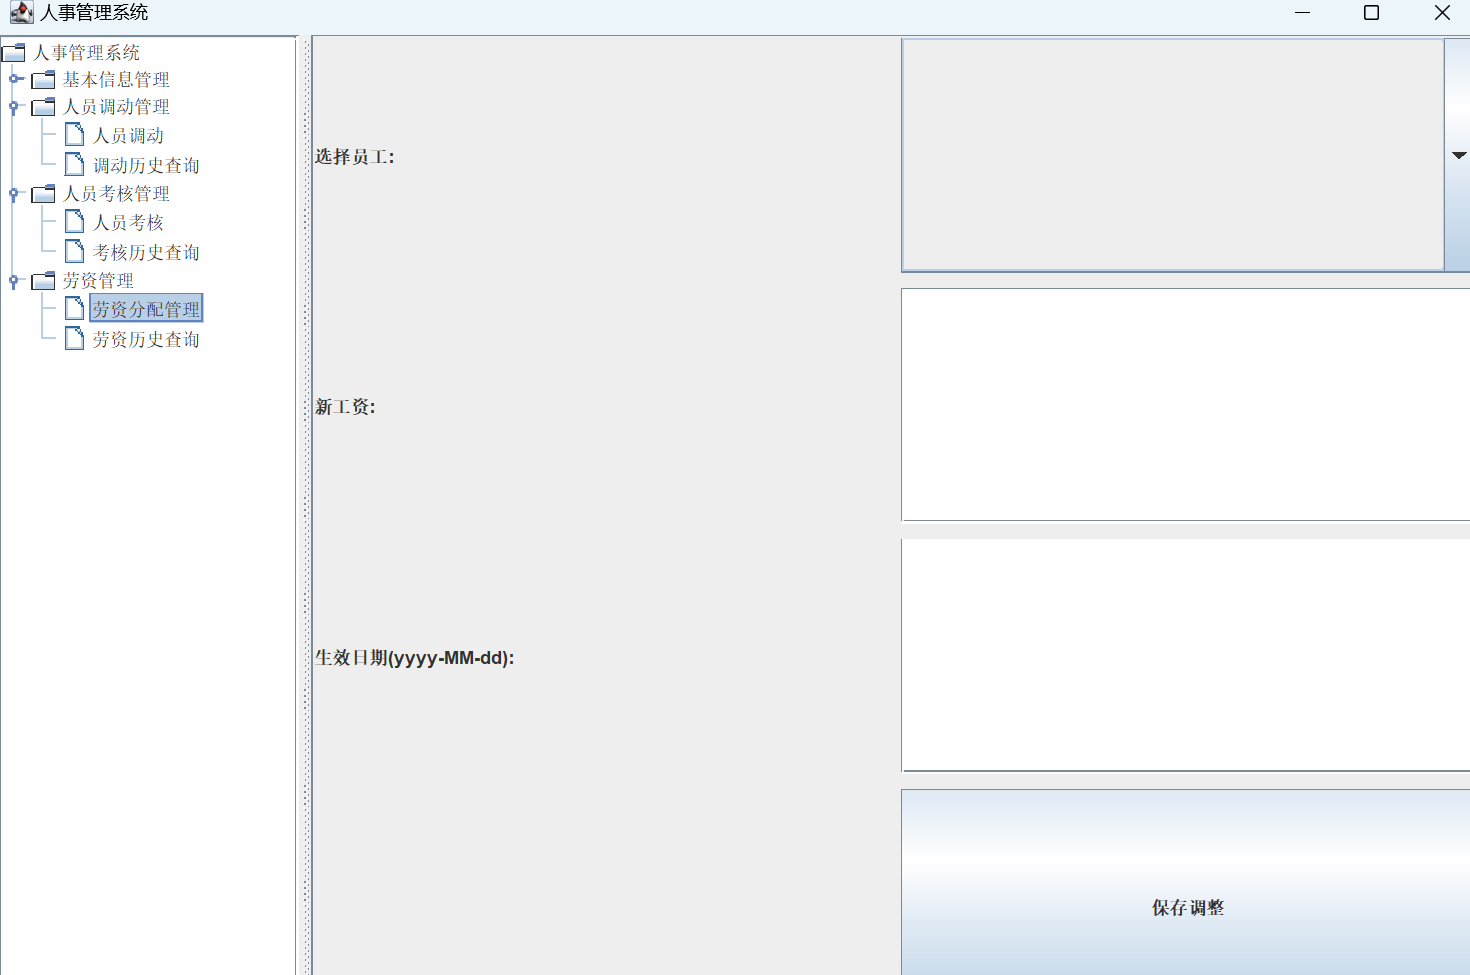 人事管理系统
人事管理系统
基本信息管理
人员调动管理
人员调动
调动历史查询
人员考核管理
人员考核
考核历史查询
劳资管理
劳资分配管理
劳资历史查询
选择员工:
新工资:
生效日期(yyyy-MM-dd):
保存调整